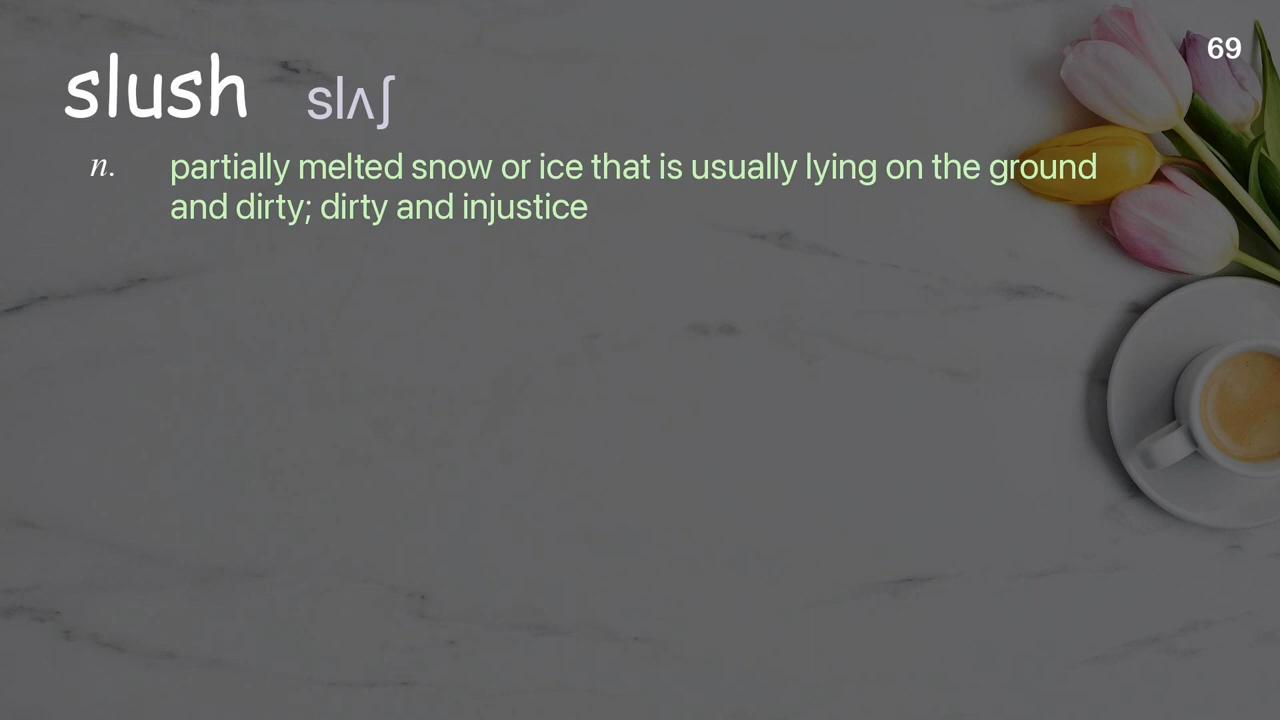 69
slush slʌʃ
n. partially melted snow or ice that is usually lying on the ground
and dirty; dirty and injustice